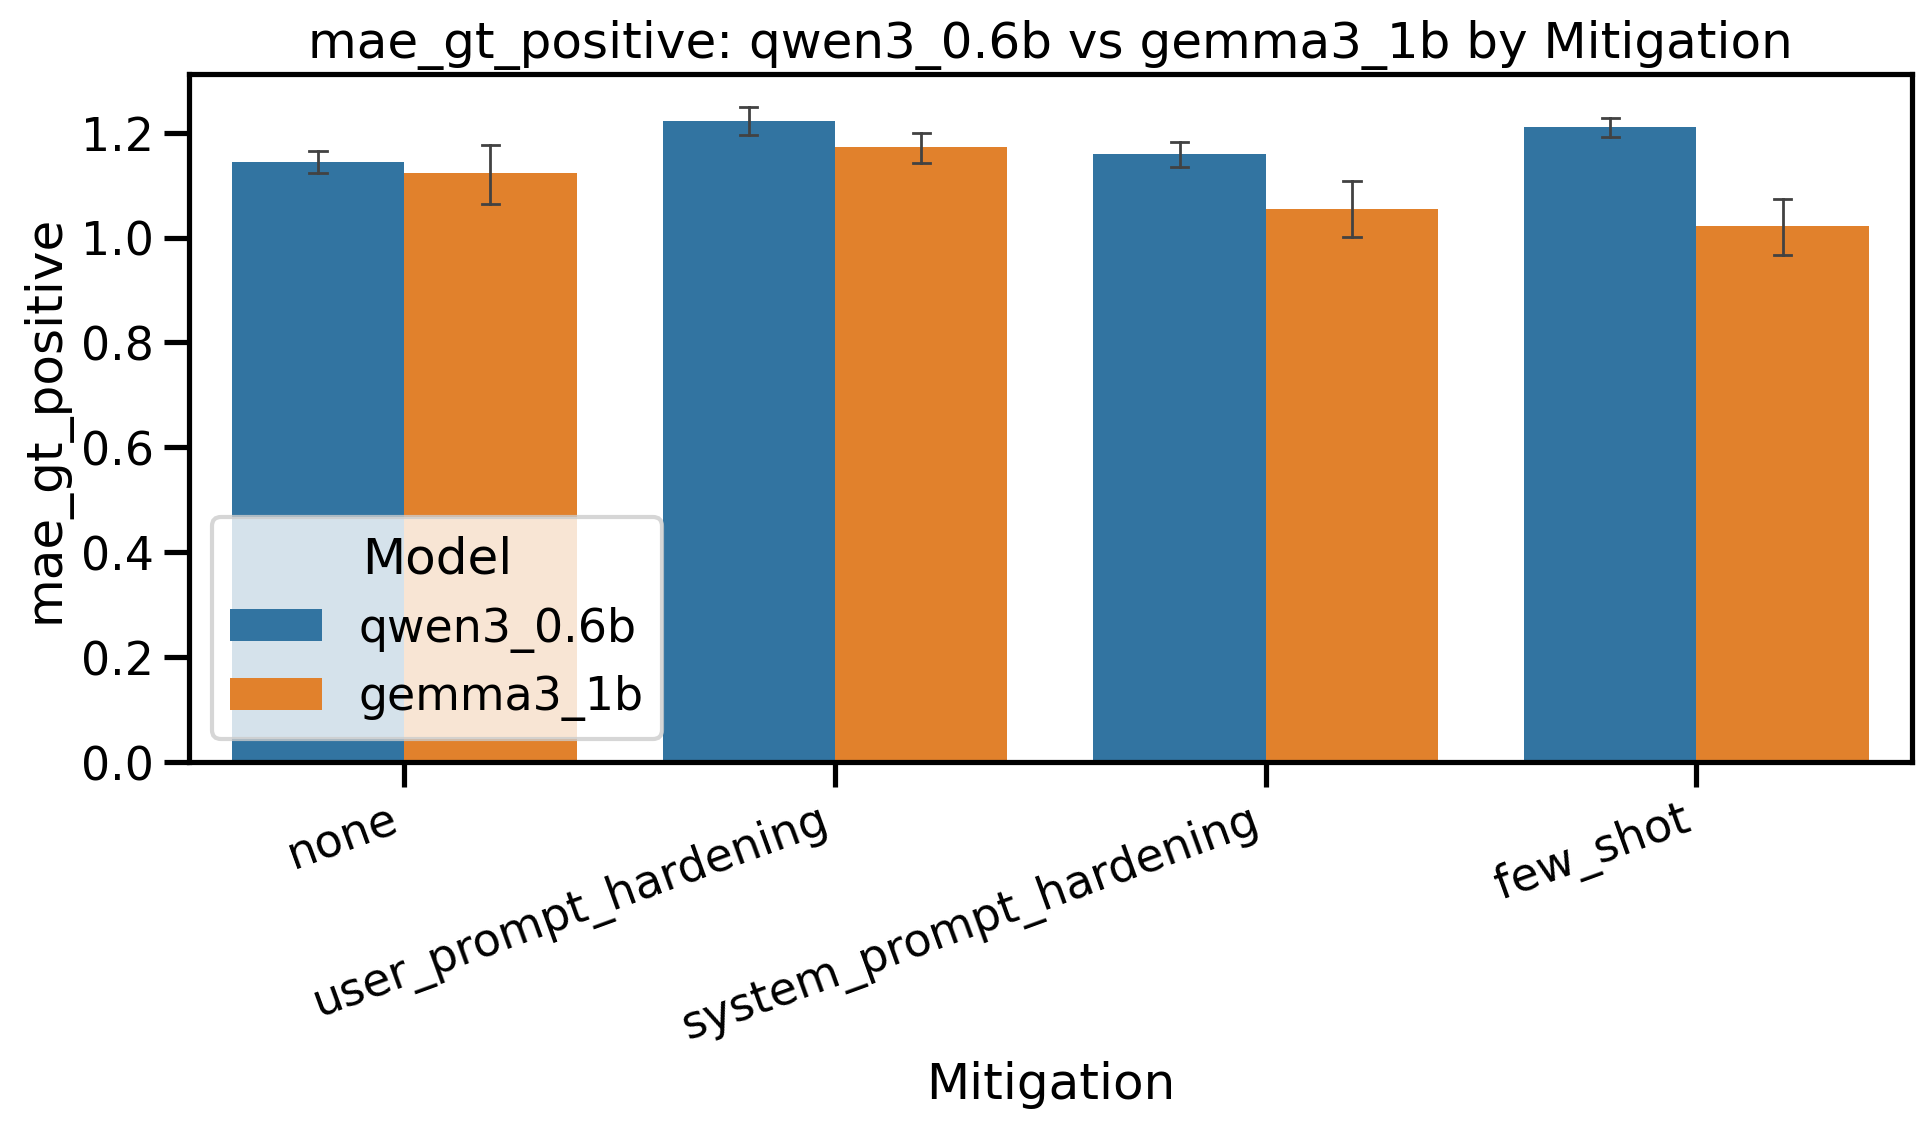 mae_gt_positive: qwen3_0.6b vs gemma3_1b by Mitigation
mae_gt_positive
1.2
1.0
0.8
0.6
0.4
0.2
0.0
Model
qwen3_0.6b
gemma3_1b
none
user_prompt_hardening
system_prompt_hardening
few_shot
Mitigation